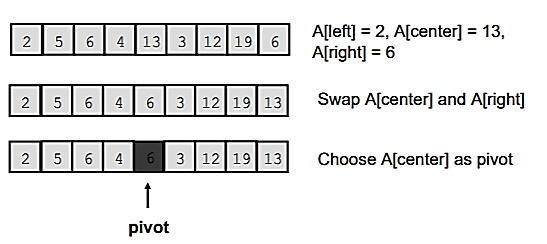 2 5 6 4 13 3 12 19 6
A[left] = 2, A[center] = 13,
A[right] = 6
2 5 6 4 6 3 12 19 13
Swap A[center] and A[right]
2 5 6 4 6 3 12 19 13
Choose A[center] as pivot
pivot